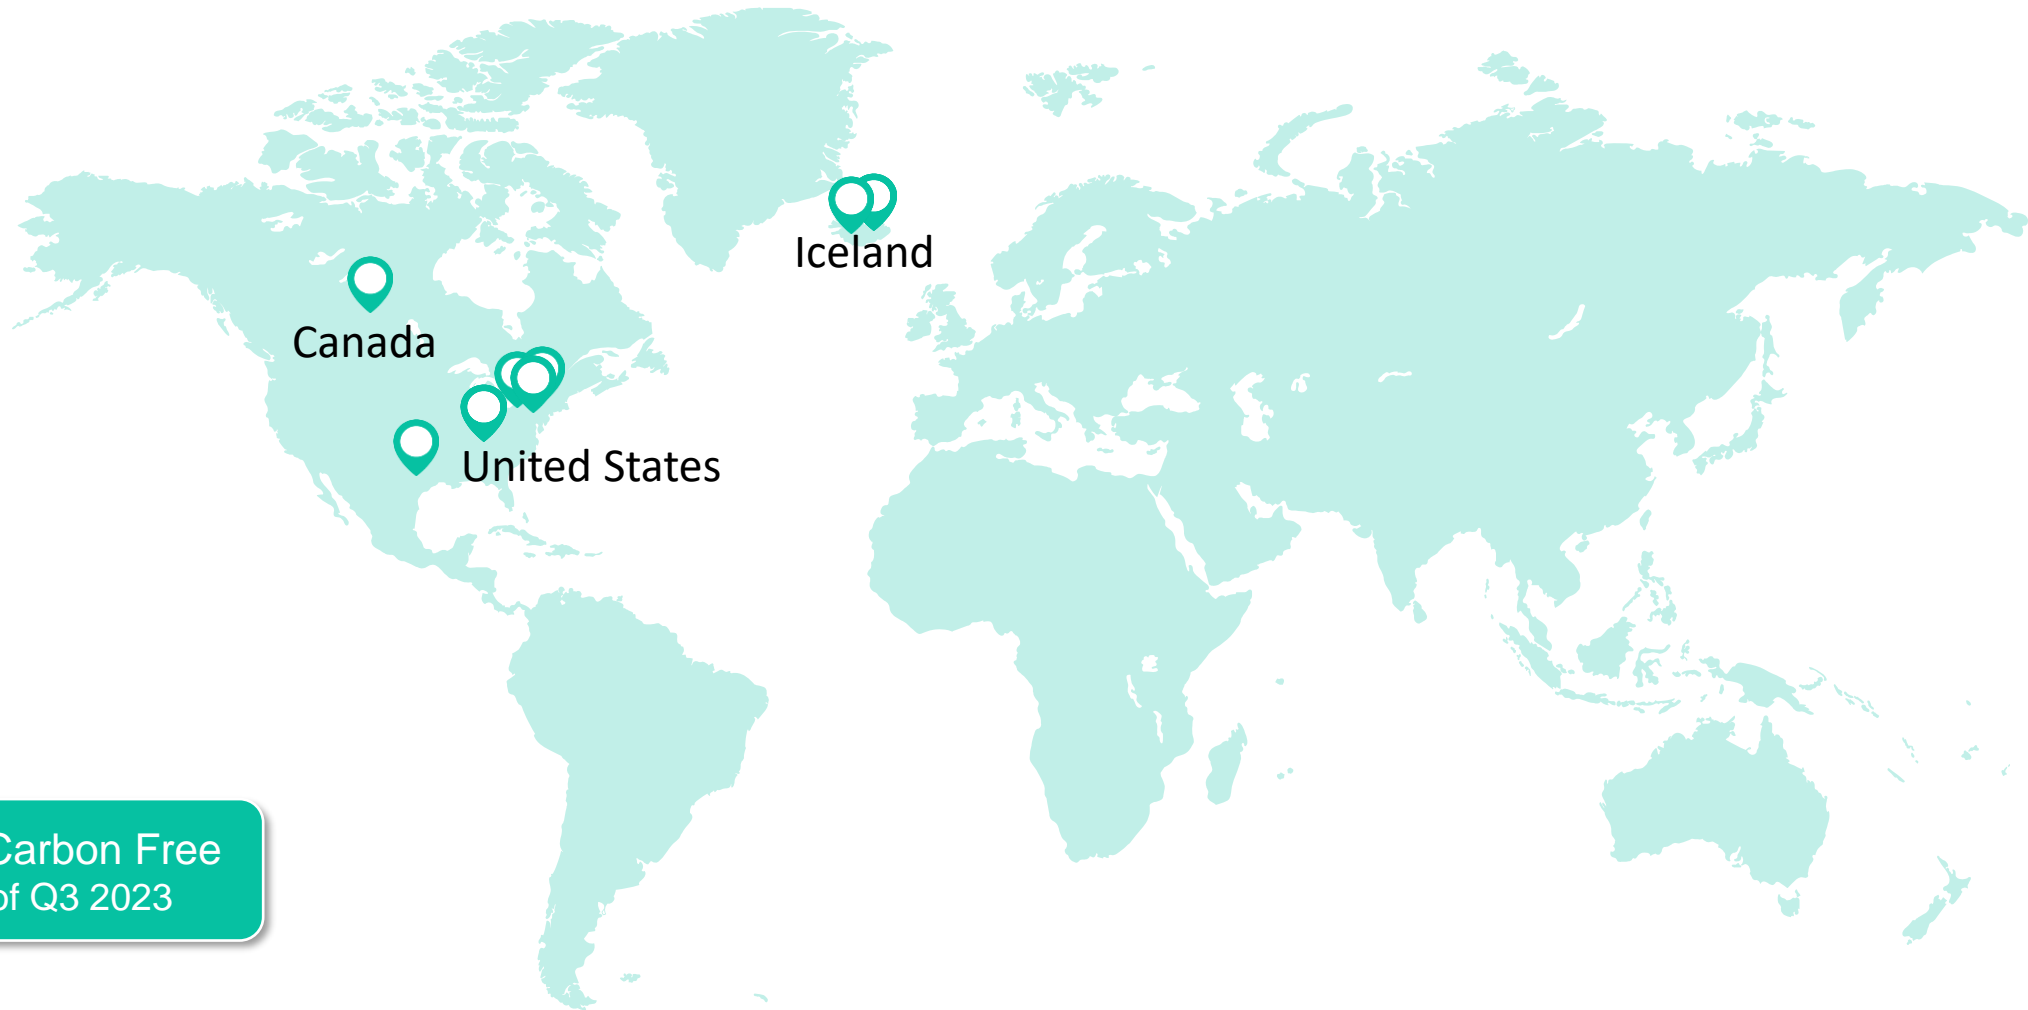 Iceland
Canada
United States
Carbon Free
of Q3 2023